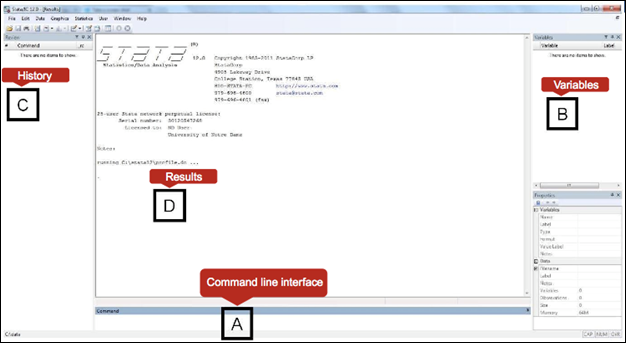 Stata/IC 12.0 - [Results]
File Edit Data Graphics Statistics User Window Help
Review
# Command _rc
There are no items to show.
History
C
(R)
STATA
12.0 Copyright 1985-2011 StataCorp LP
Statistics/Data Analysis StataCorp
4905 Lakeway Drive
College Station, Texas 77845 USA
800-STATA-PC http://www.stata.com
979-696-4600 stata@stata.com
979-696-4601 (fax)
Stata network perpetual license:
Serial number:
Licensed to:
University of Notre Dame
Notes:
running C:\stata12\profile.do ...
.
Results
D
Command line interface
A
Command
Variables
Variable Label
There are no items to show.
Variables
B
Properties
Variables
Name
Label
Type
Format
Value Label
Notes
Data
Filename
Label
Notes
Variables 0
Observations 0
Size 0
Memory 64M
C:\stata
CAP NUM OVR